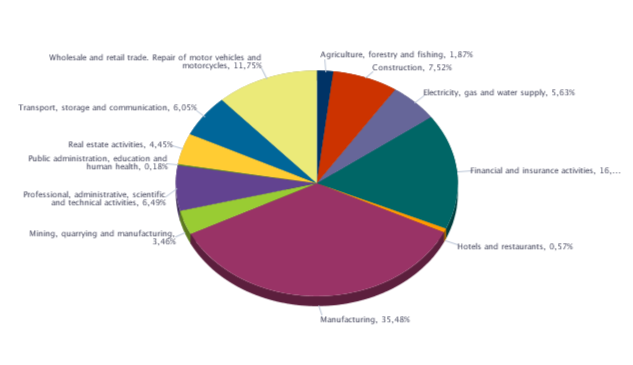 Agriculture, forestry and fishing, 1,87%
Construction, 7,52%
Electricity, gas and water supply, 5,63%
Financial and insurance activities, 16,...
Hotels and restaurants, 0,57%
Manufacturing, 35,48%
Mining, quarrying and manufacturing,
3,46%
Professional, administrative, scientific
and technical activities, 6,49%
Public administration, education and
human health, 0,18%
Real estate activities, 4,45%
Transport, storage and communication, 6,05%
Wholesale and retail trade. Repair of motor vehicles and
motorcycles, 11,75%